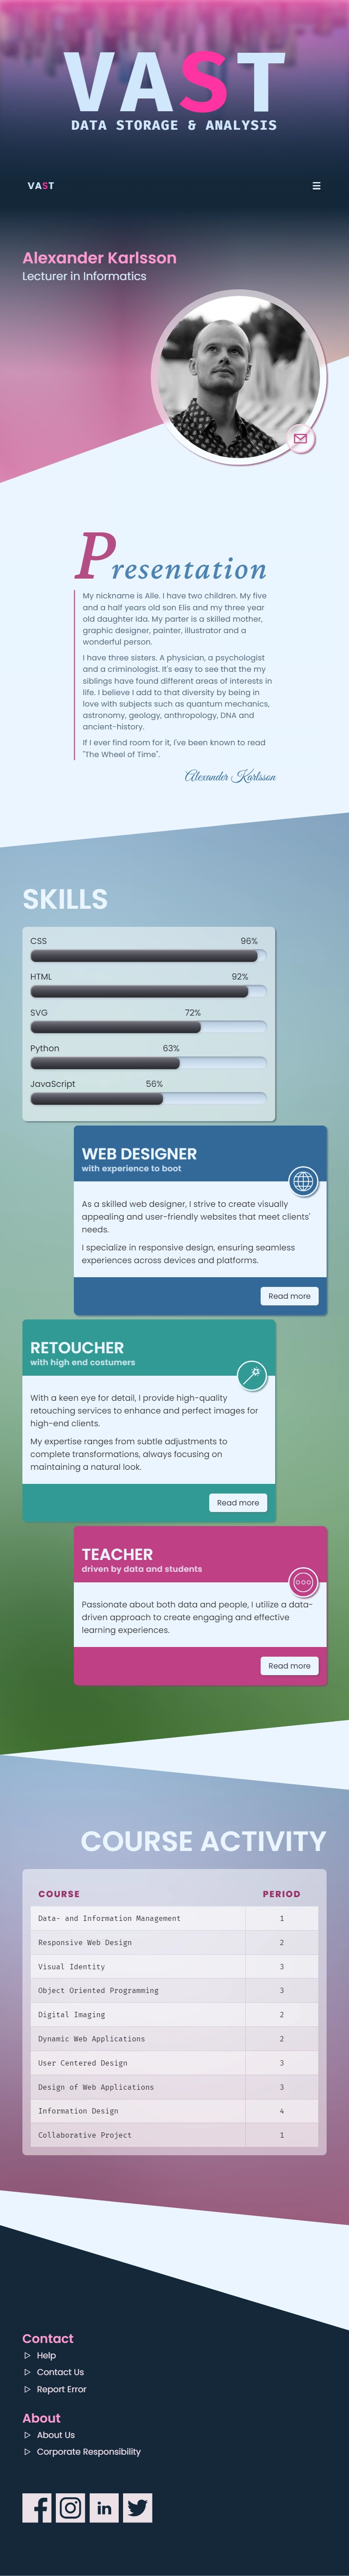 VAST
DATA STORAGE & ANALYSIS
VAST
Alexander Karlsson
Lecturer in Informatics
Presentation
My nickname is Alle. I have two children. My five
and a half years old son Elis and my three year
old daughter Ida. My parter is a skilled mother,
graphic designer, painter, illustrator and a
wonderful person.
I have three sisters. A physician, a psychologist
and a criminologist. It's easy to see that the my
siblings have found different areas of interests in
life. I believe I add to that diversity by being in
love with subjects such as quantum mechanics,
astronomy, geology, anthropology, DNA and
ancient-history.
If I ever find room for it, I've been known to read
"The Wheel of Time".
Alexander Karlsson
SKILLS
CSS 96%
HTML 92%
SVG 72%
Python 63%
JavaScript 56%
WEB DESIGNER
with experience to boot
As a skilled web designer, I strive to create visually
appealing and user-friendly websites that meet clients'
needs.
I specialize in responsive design, ensuring seamless
experiences across devices and platforms.
Read more
RETOUCHER
with high end costumers
With a keen eye for detail, I provide high-quality
retouching services to enhance and perfect images for
high-end clients.
My expertise ranges from subtle adjustments to
complete transformations, always focusing on
maintaining a natural look.
Read more
TEACHER
driven by data and students
Passionate about both data and people, I utilize a data-
driven approach to create engaging and effective
learning experiences.
Read more
COURSE ACTIVITY
COURSE PERIOD
Data- and Information Management 1
Responsive Web Design 2
Visual Identity 3
Object Oriented Programming 3
Digital Imaging 2
Dynamic Web Applications 2
User Centered Design 3
Design of Web Applications 3
Information Design 4
Collaborative Project 1
Contact
Help
Contact Us
Report Error
About
About Us
Corporate Responsibility